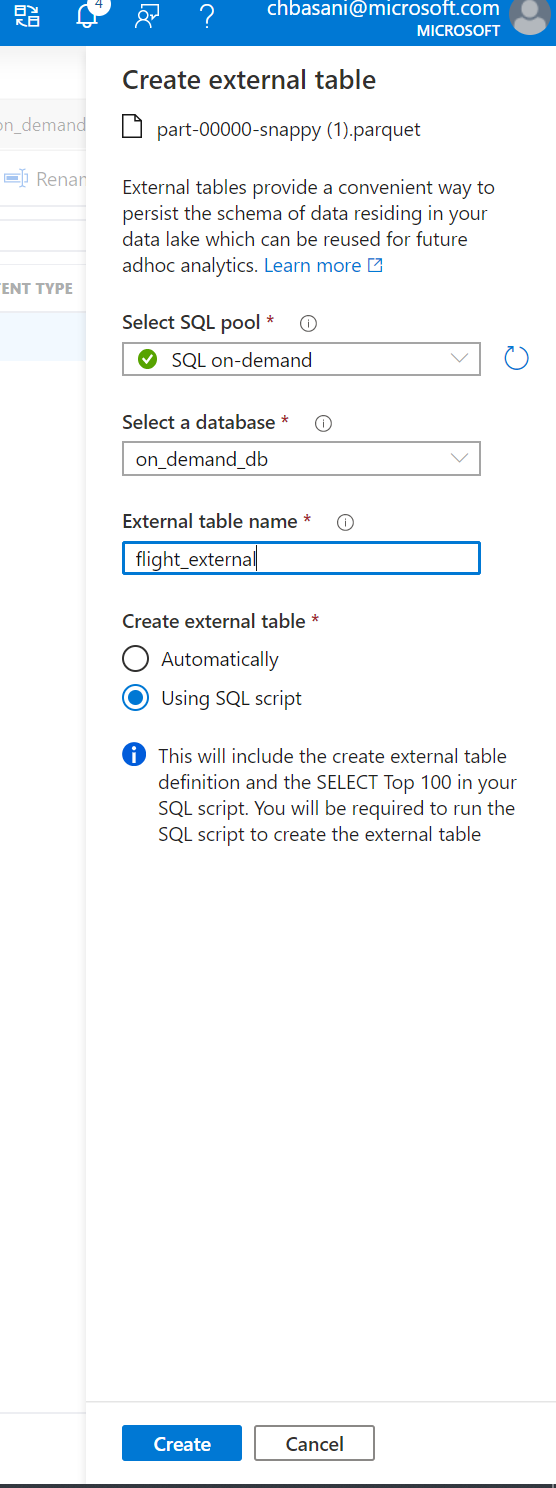 4
chbasani@microsoft.com
MICROSOFT
Create external table
on_demand
part-00000-snappy (1).parquet
Renar
External tables provide a convenient way to
persist the schema of data residing in your
data lake which can be reused for future
adhoc analytics. Learn more
ENT TYPE
Select SQL pool *
SQL on-demand
Select a database *
on_demand_db
External table name *
flight_external
Create external table *
Automatically
Using SQL script
This will include the create external table
definition and the SELECT Top 100 in your
SQL script. You will be required to run the
SQL script to create the external table
Create
Cancel